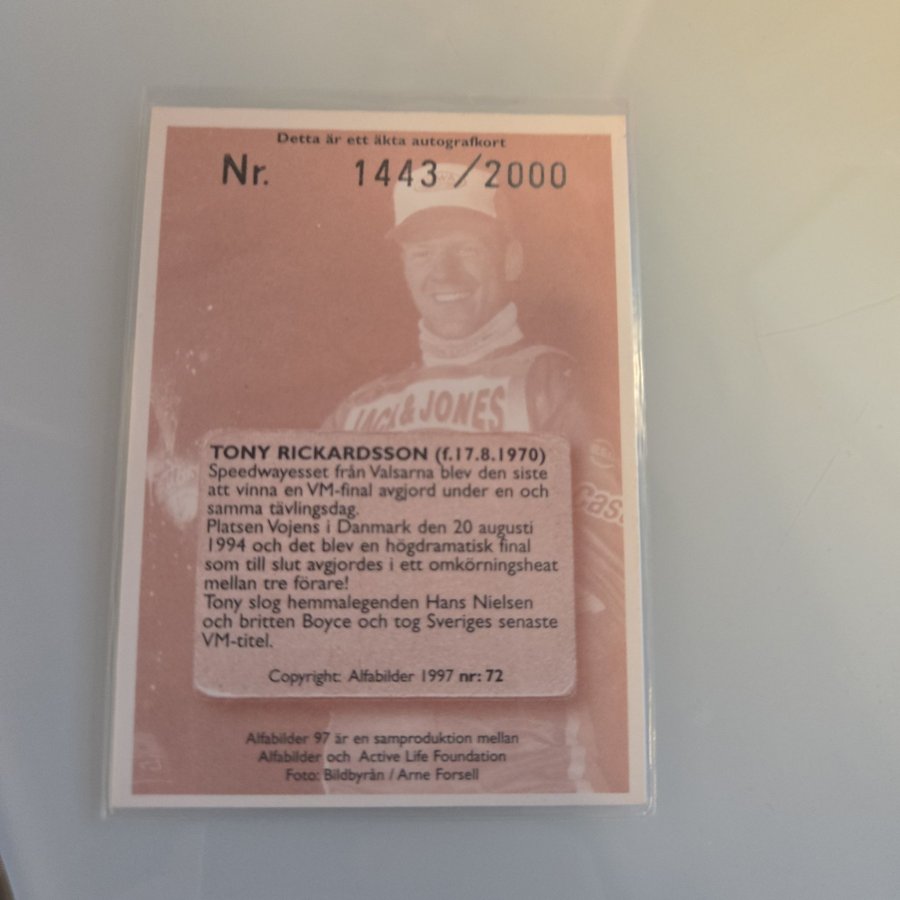 Detta är ett äkta autografkort
Nr. 1443/2000
JACK & JONES
TONY RICKARDSSON (f.17.8.1970)
Speedwayesset från Valsarna blev den siste
att vinna en VM-final avgjord under en och
samma tävlingsdag.
Platsen Vojens i Danmark den 20 augusti
1994 och det blev en högdramatisk final
som till slut avgjordes i ett omkörningsheat
mellan tre förare!
Tony slog hemmalegenden Hans Nielsen
och britten Boyce och tog Sveriges senaste
VM-titel.
Copyright: Alfabilder 1997 nr: 72
Alfabilder 97 är en samproduktion mellan
Alfabilder och Active Life Foundation
Foto: Bildbyrån / Arne Forsell